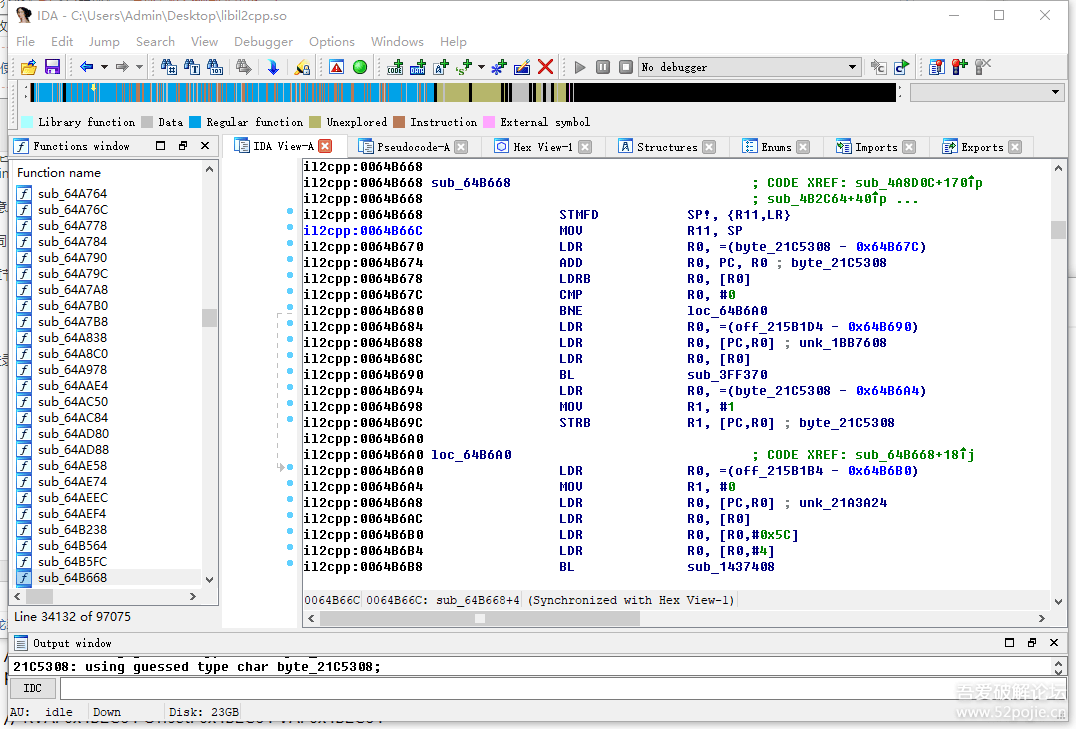 IDA - C:\Users\Admin\Desktop\libil2cpp.so
File Edit Jump Search View Debugger Options Windows Help
No debugger
Library function Data Regular function Unexplored Instruction External symbol
Functions window
IDA View-A Pseudocode-A Hex View-1 Structures Enums Imports Exports
Function name
sub_64A764
sub_64A76C
sub_64A778
sub_64A784
sub_64A790
sub_64A79C
sub_64A7A8
sub_64A7B0
sub_64A7B8
sub_64A838
sub_64A8C0
sub_64A978
sub_64AAE4
sub_64AC50
sub_64AC84
sub_64AD80
sub_64AD88
sub_64AE58
sub_64AE74
sub_64AEEC
sub_64AEF4
sub_64B238
sub_64B564
sub_64B5FC
sub_64B668
Line 34132 of 97075
il2cpp:0064B668
il2cpp:0064B668 sub_64B668 ; CODE XREF: sub_4A8D0C+170↑p
il2cpp:0064B668 ; sub_4B2C64+40↑p ...
il2cpp:0064B668 STMFD SP!, {R11,LR}
il2cpp:0064B66C MOV R11, SP
il2cpp:0064B670 LDR R0, =(byte_21C5308 - 0x64B67C)
il2cpp:0064B674 ADD R0, PC, R0 ; byte_21C5308
il2cpp:0064B678 LDRB R0, [R0]
il2cpp:0064B67C CMP R0, #0
il2cpp:0064B680 BNE loc_64B6A0
il2cpp:0064B684 LDR R0, =(off_215B1D4 - 0x64B690)
il2cpp:0064B688 LDR R0, [PC,R0] ; unk_1BB7608
il2cpp:0064B68C LDR R0, [R0]
il2cpp:0064B690 BL sub_3FF370
il2cpp:0064B694 LDR R0, =(byte_21C5308 - 0x64B6A4)
il2cpp:0064B698 MOV R1, #1
il2cpp:0064B69C STRB R1, [PC,R0] ; byte_21C5308
il2cpp:0064B6A0
il2cpp:0064B6A0 loc_64B6A0 ; CODE XREF: sub_64B668+18↑j
il2cpp:0064B6A0 LDR R0, =(off_215B1B4 - 0x64B6B0)
il2cpp:0064B6A4 MOV R1, #0
il2cpp:0064B6A8 LDR R0, [PC,R0] ; unk_21A3A24
il2cpp:0064B6AC LDR R0, [R0]
il2cpp:0064B6B0 LDR R0, [R0,#0x5C]
il2cpp:0064B6B4 LDR R0, [R0,#4]
il2cpp:0064B6B8 BL sub_1437408
0064B66C 0064B66C: sub_64B668+4 (Synchronized with Hex View-1)
Output window
21C5308: using guessed type char byte_21C5308;
IDC
AU: idle Down Disk: 23GB
吾爱破解论坛
www.52pojie.cn